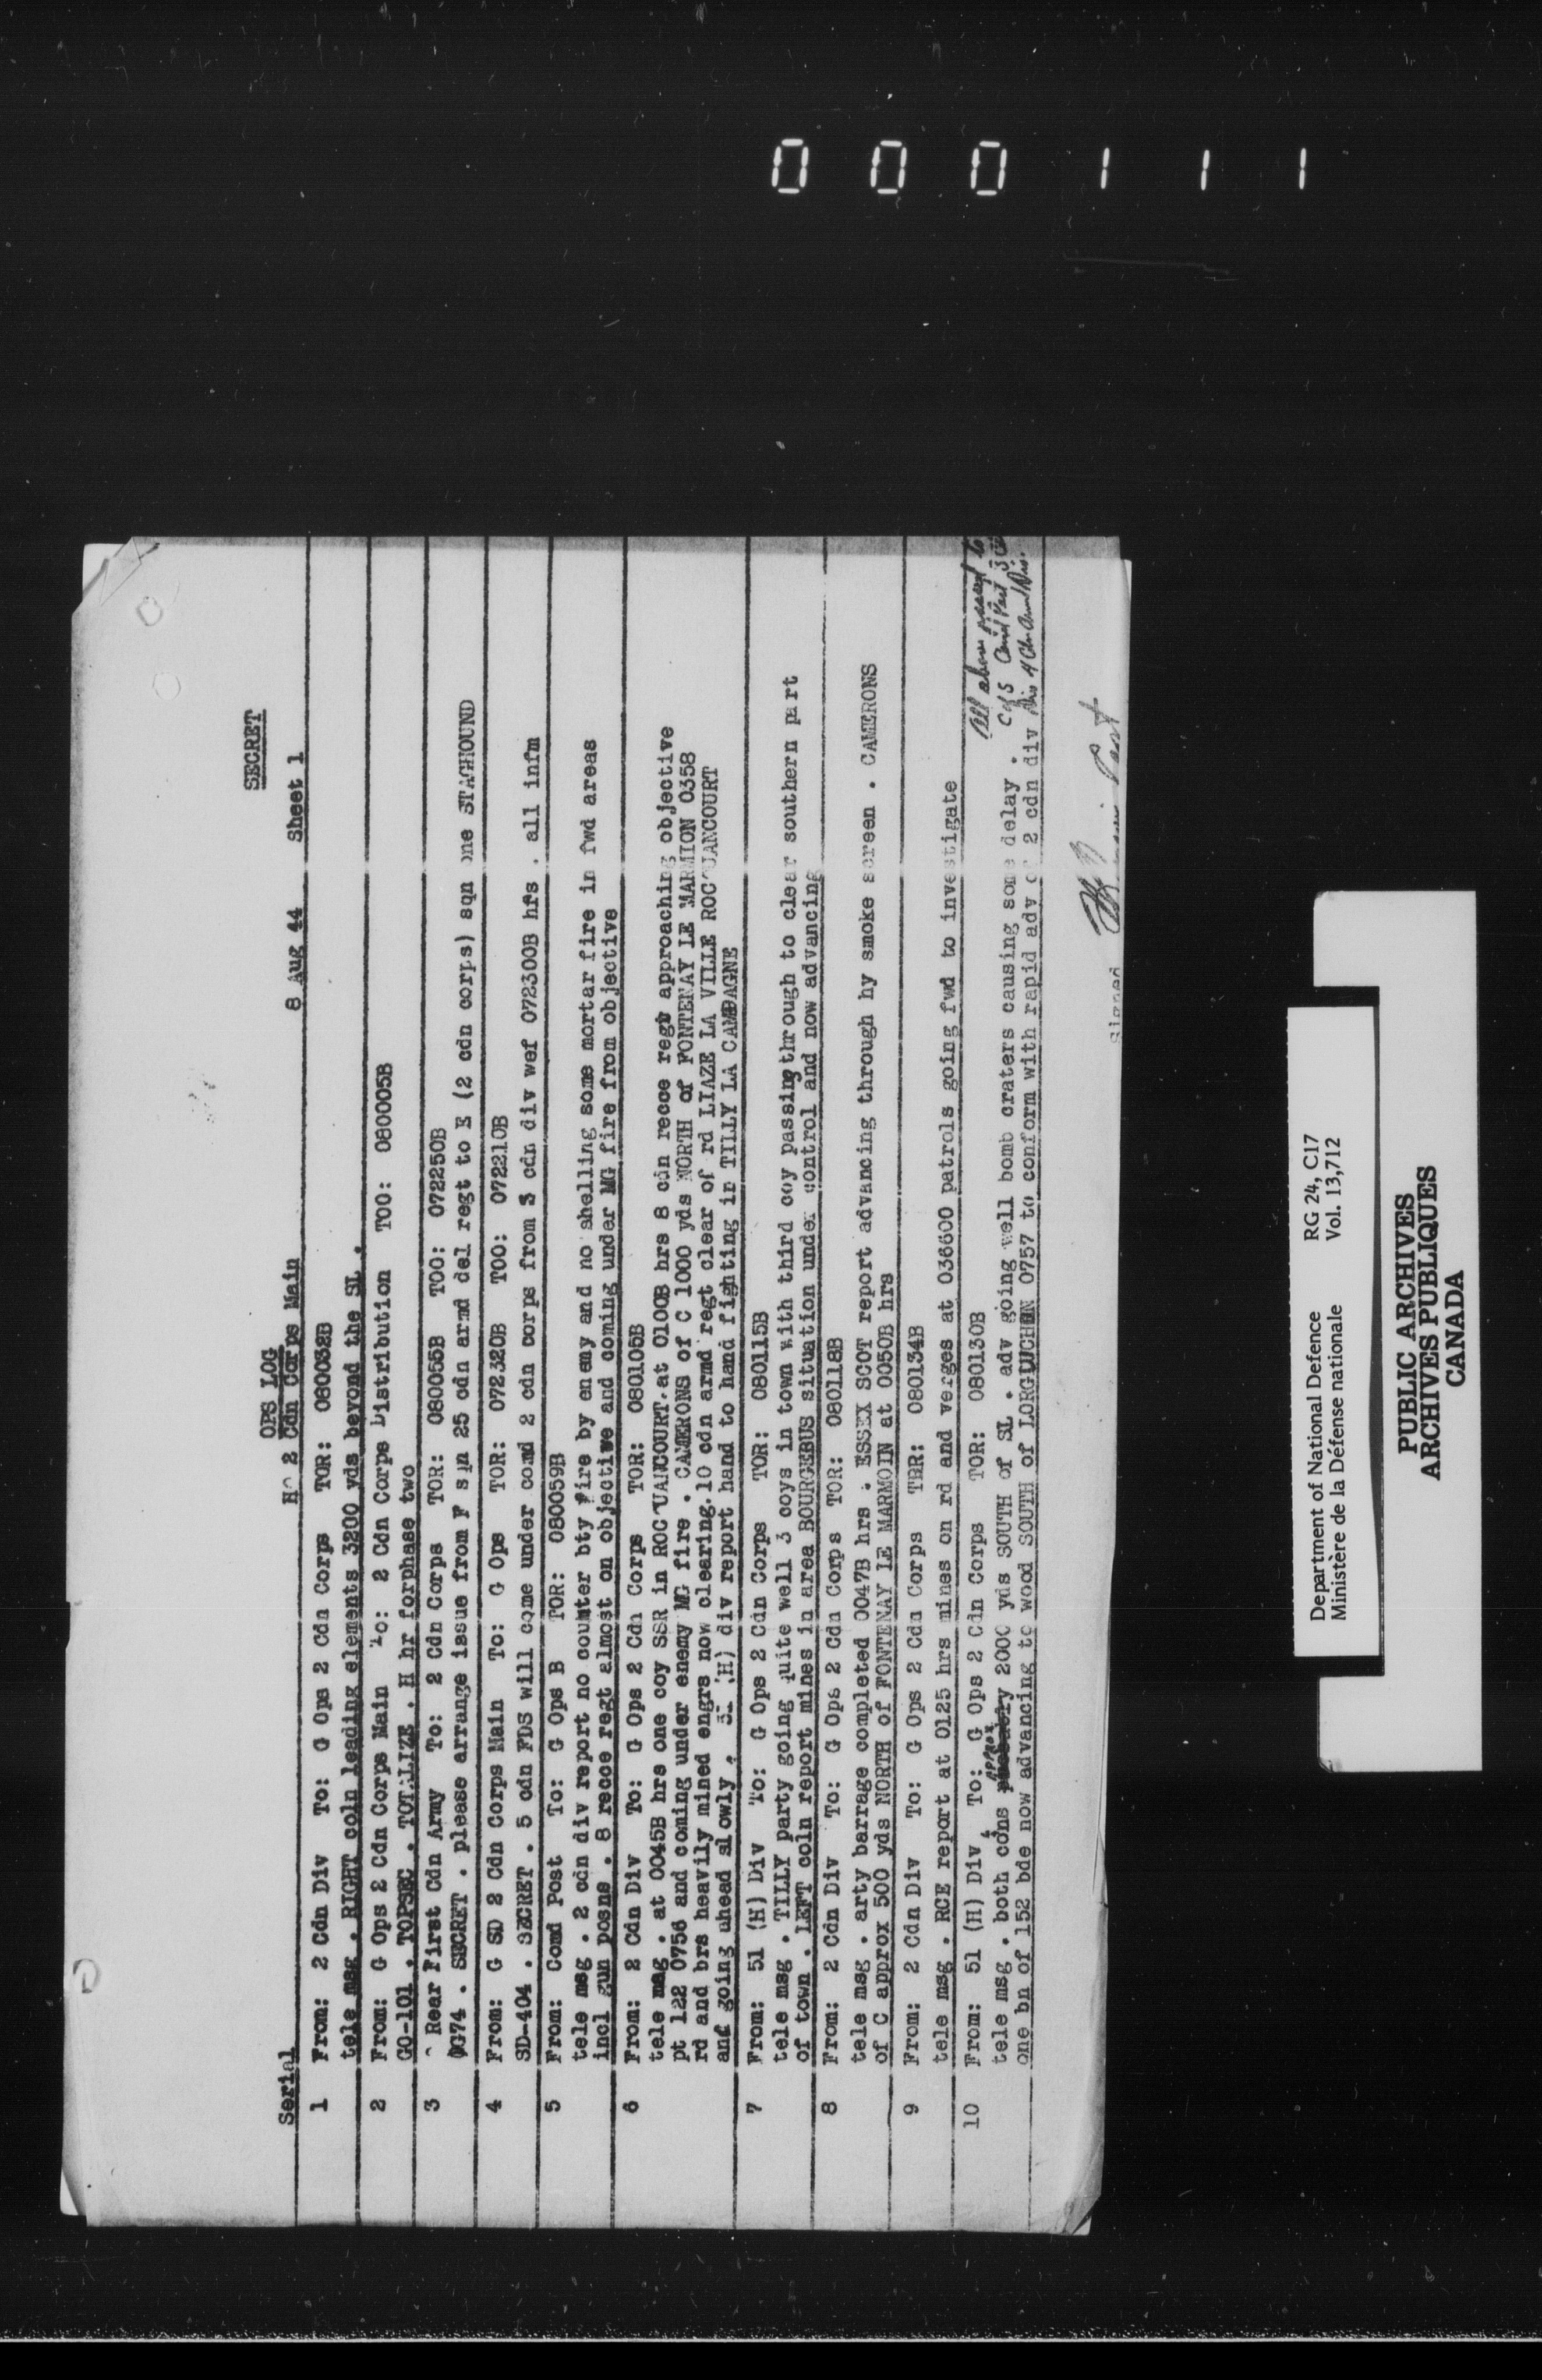 000111
SECRET
OPS LOG
2 Cdn Corps Main
8 Aug 44 Sheet 1
Serial
1 From: 2 Cdn Div To: G Ops 2 Cdn Corps TOR: 080032B
tele msg . RIGHT coln leading elements 3200 yds beyond the SL .
2 From: G Ops 2 Cdn Corps Main To: 2 Cdn Corps Distribution TOO: 080005B
GO-101 . TOPSEC . TOTALIZE . H hr forphase two
3 Rear First Cdn Army To: 2 Cdn Corps TOR: 080055B TOO: 072250B
0G74 . SECRET . please arrange issue from F sqn 25 cdn armd del regt to E (2 cdn corps) sqn one STAGHOUND
4 From: G SD 2 Cdn Corps Main To: G Ops TOR: 072320B TOO: 072210B
SD-404 . SECRET . 5 cdn FDS will come under comd 2 cdn corps from 3 cdn div wef 072300B hrs . all infm
5 From: Comd Post To: G Ops B TOR: 080059B
tele msg . 2 cdn div report no counter bty fire by enemy and no shelling some mortar fire in fwd areas
incl gun posns . 8 recce regt almost on objective and coming under MG fire from objective
6 From: 2 Cdn Div To: G Ops 2 Cdn Corps TOR: 080105B
tele msg . at 0045B hrs one coy SSR in ROCQUANCOURT.at 0100B hrs 8 cdn recce regt approaching objective
pt 122 0756 and coming under enemy MG fire . CAMERONS of C 1000 yds NORTH of FONTENAY LE MARMION 0358
rd and brs heavily mined engrs now clearing.10 cdn armd regt clear of rd LIAZE LA VILLE ROCQUANCOURT
and going ahead slowly . 51 (H) div report hand to hand fighting in TILLY LA CAMPAGNE
7 From: 51 (H) Div To: G Ops 2 Cdn Corps TOR: 080115B
tele msg . TILLY party going quite well 3 coys in town with third coy passing through to clear southern part
of town . LEFT coln report mines in area BOURGEBUS situation under control and now advancing
8 From: 2 Cdn Div To: G Ops 2 Cdn Corps TOR: 080118B
tele msg . arty barrage completed 0047B hrs . ESSEX SCOT report advancing through hy smoke screen . CAMERONS
of C approx 500 yds NORTH of FONTENAY LE MARMOIN at 0050B hrs
9 From: 2 Cdn Div To: G Ops 2 Cdn Corps TBR: 080134B
tele msg . RCE report at 0125 hrs mines on rd and verges at 036600 patrols going fwd to investigate
10 From: 51 (H) Div To: G Ops 2 Cdn Corps TOR: 080130B
tele msg . both colns approx 2000 yds SOUTH of SL . adv going well bomb craters causing some delay .
one bn of 152 bde now advancing to wood SOUTH of LORGUICHON 0757 to conform with rapid adv of 2 cdn div
All above passed to
C of S
Div 4 Cdn Armd Div.
Signed
Department of National Defence RG 24, C17
Ministère de la Défense nationale Vol. 13,712
PUBLIC ARCHIVES
ARCHIVES PUBLIQUES
CANADA